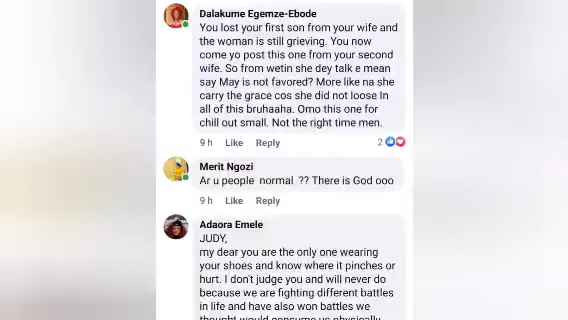 Dalakume Egemze-Ebode
You lost your first son from your wife and
the woman is still grieving. You now
come yo post this one from your second
wife. So from wetin she dey talk e mean
say May is not favored? More like na she
carry the grace cos she did not loose In
all of this bruhaaha. Omo this one for
chill out small. Not the right time men.
9 h Like Reply 2
Merit Ngozi
Ar u people normal ?? There is God ooo
9 h Like Reply
Adaora Emele
JUDY,
my dear you are the only one wearing
your shoes and know where it pinches or
hurt. I don't judge you and will never do
because we are fighting different battles
in life and have also won battles we
thought would consume us physically